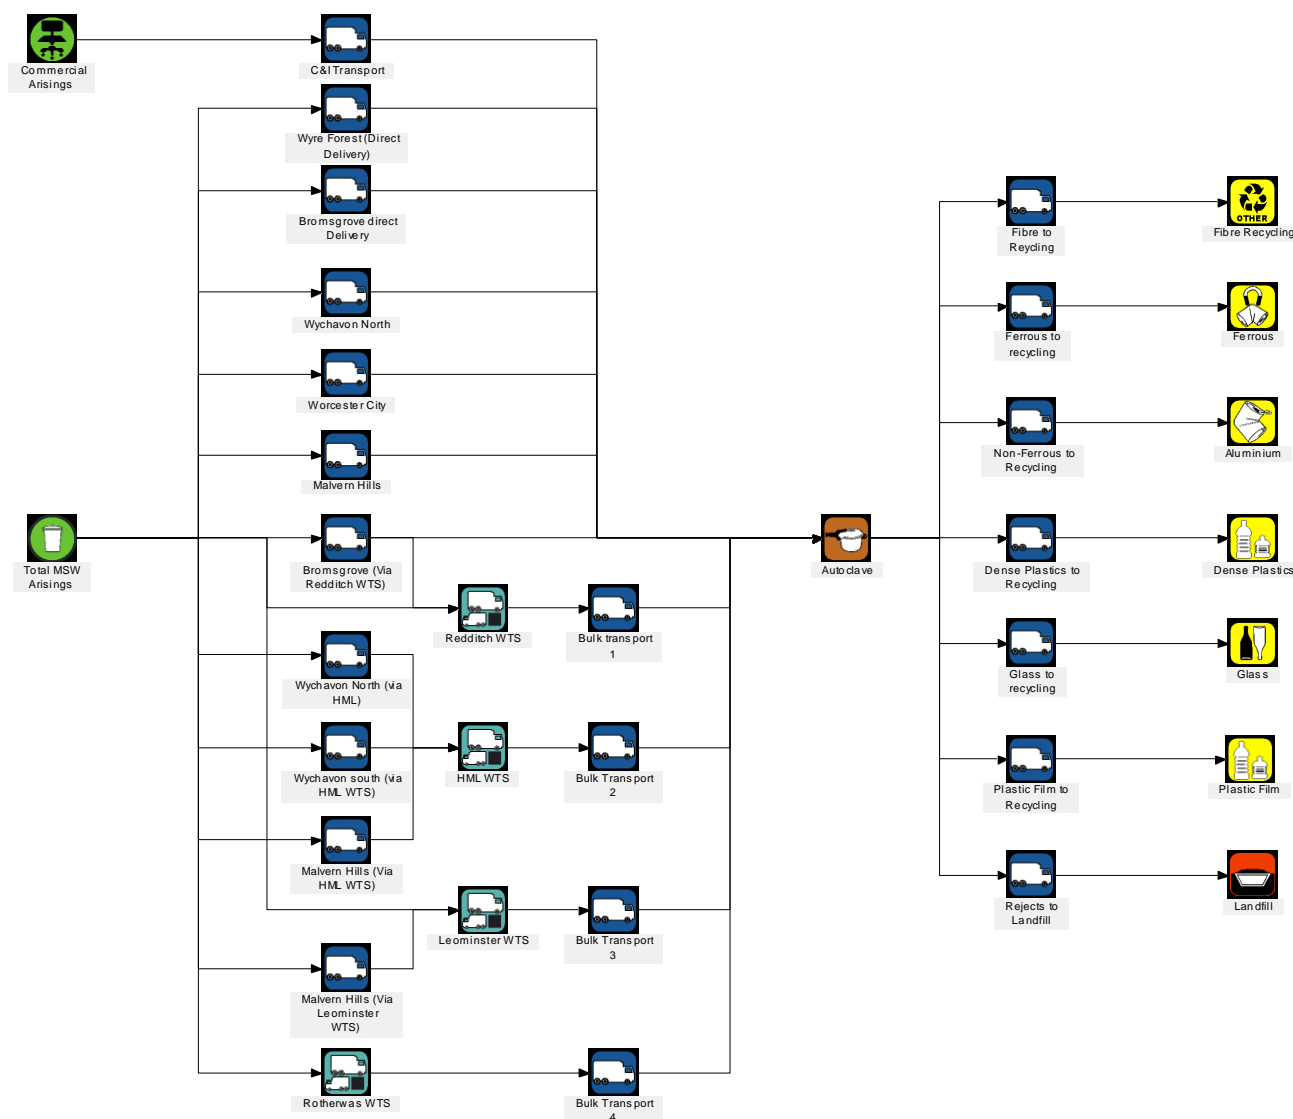 Commercial
Arisings
C&I Transport
Wyre Forest (Direct
Delivery)
Bromsgrove direct
Delivery
Wychavon North
Worcester City
Malvern Hills
Total MSW
Arisings
Bromsgrove (Via
Redditch WTS)
Redditch WTS
Bulk transport
1
Wychavon North (via
HML)
Wychavon south (via
HML WTS)
HML WTS
Bulk Transport
2
Malvern Hills (Via
HML WTS)
Leominster WTS
Bulk Transport
3
Malvern Hills (Via
Leominster
WTS)
Rotherwas WTS
Bulk Transport
4
Autoclave
Fibre to
Reycling
OTHER
Fibre Recycling
Ferrous to
recycling
Ferrous
Non-Ferrous to
Recycling
Aluminium
Dense Plastics to
Recycling
Dense Plastics
Glass to
recycling
Glass
Plastic Film to
Recycling
Plastic Film
Rejects to
Landfill
Landfill